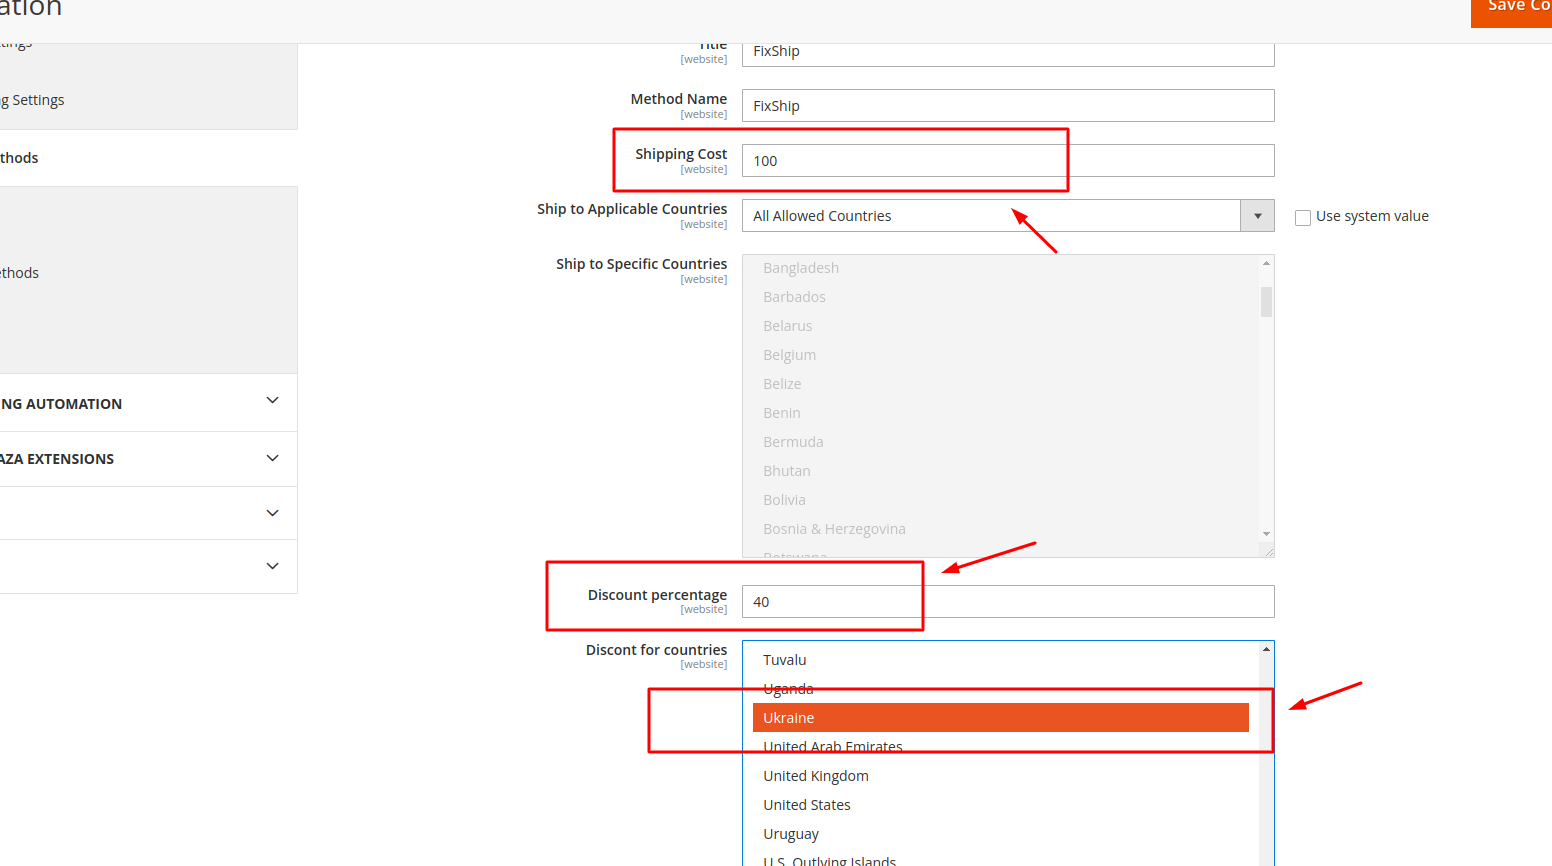 ation
Save Co
ttings
g Settings
thods
ethods
NG AUTOMATION
AZA EXTENSIONS
Title
[website]
FixShip
Method Name
[website]
FixShip
Shipping Cost
[website]
100
Ship to Applicable Countries
[website]
All Allowed Countries
Use system value
Ship to Specific Countries
[website]
Bangladesh
Barbados
Belarus
Belgium
Belize
Benin
Bermuda
Bhutan
Bolivia
Bosnia & Herzegovina
Botswana
Discount percentage
[website]
40
Discont for countries
[website]
Tuvalu
Uganda
Ukraine
United Arab Emirates
United Kingdom
United States
Uruguay
U.S. Outlying Islands